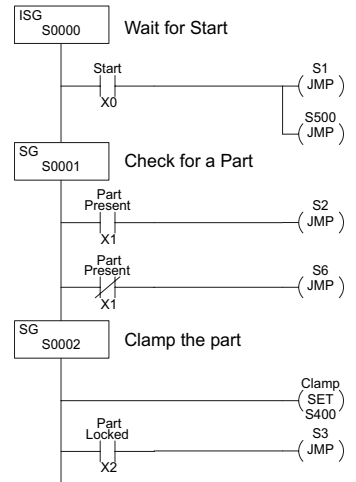 ISG
S0000
Wait for Start
Start
X0
S1
JMP
S500
JMP
SG
S0001
Check for a Part
Part
Present
X1
S2
JMP
Part
Present
X1
S6
JMP
SG
S0002
Clamp the part
Clamp
SET
S400
Part
Locked
X2
S3
JMP